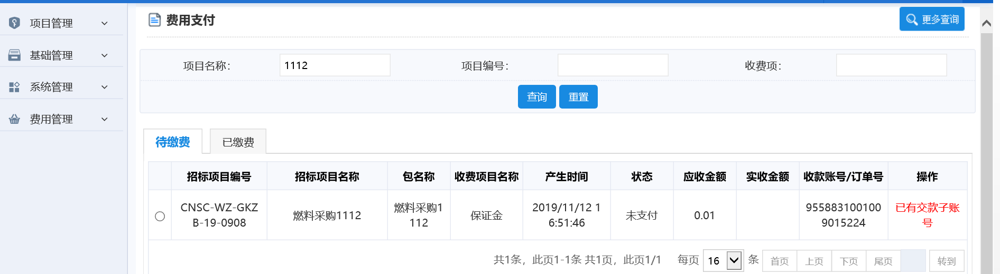 项目管理
基础管理
系统管理
费用管理
费用支付
更多查询
项目名称：
1112
项目编号：
收费项：
查询
重置
待缴费
已缴费
招标项目编号
招标项目名称
包名称
收费项目名称
产生时间
状态
应收金额
实收金额
收款账号/订单号
操作
CNSC-WZ-GKZ
B-19-0908
燃料采购1112
燃料采购1
112
保证金
2019/11/12 1
6:51:46
未支付
0.01
955883100100
9015224
已有交款子账
号
共1条，此页1-1条 共1页，此页1/1
每页
16
条
首页
上页
下页
尾页
转到